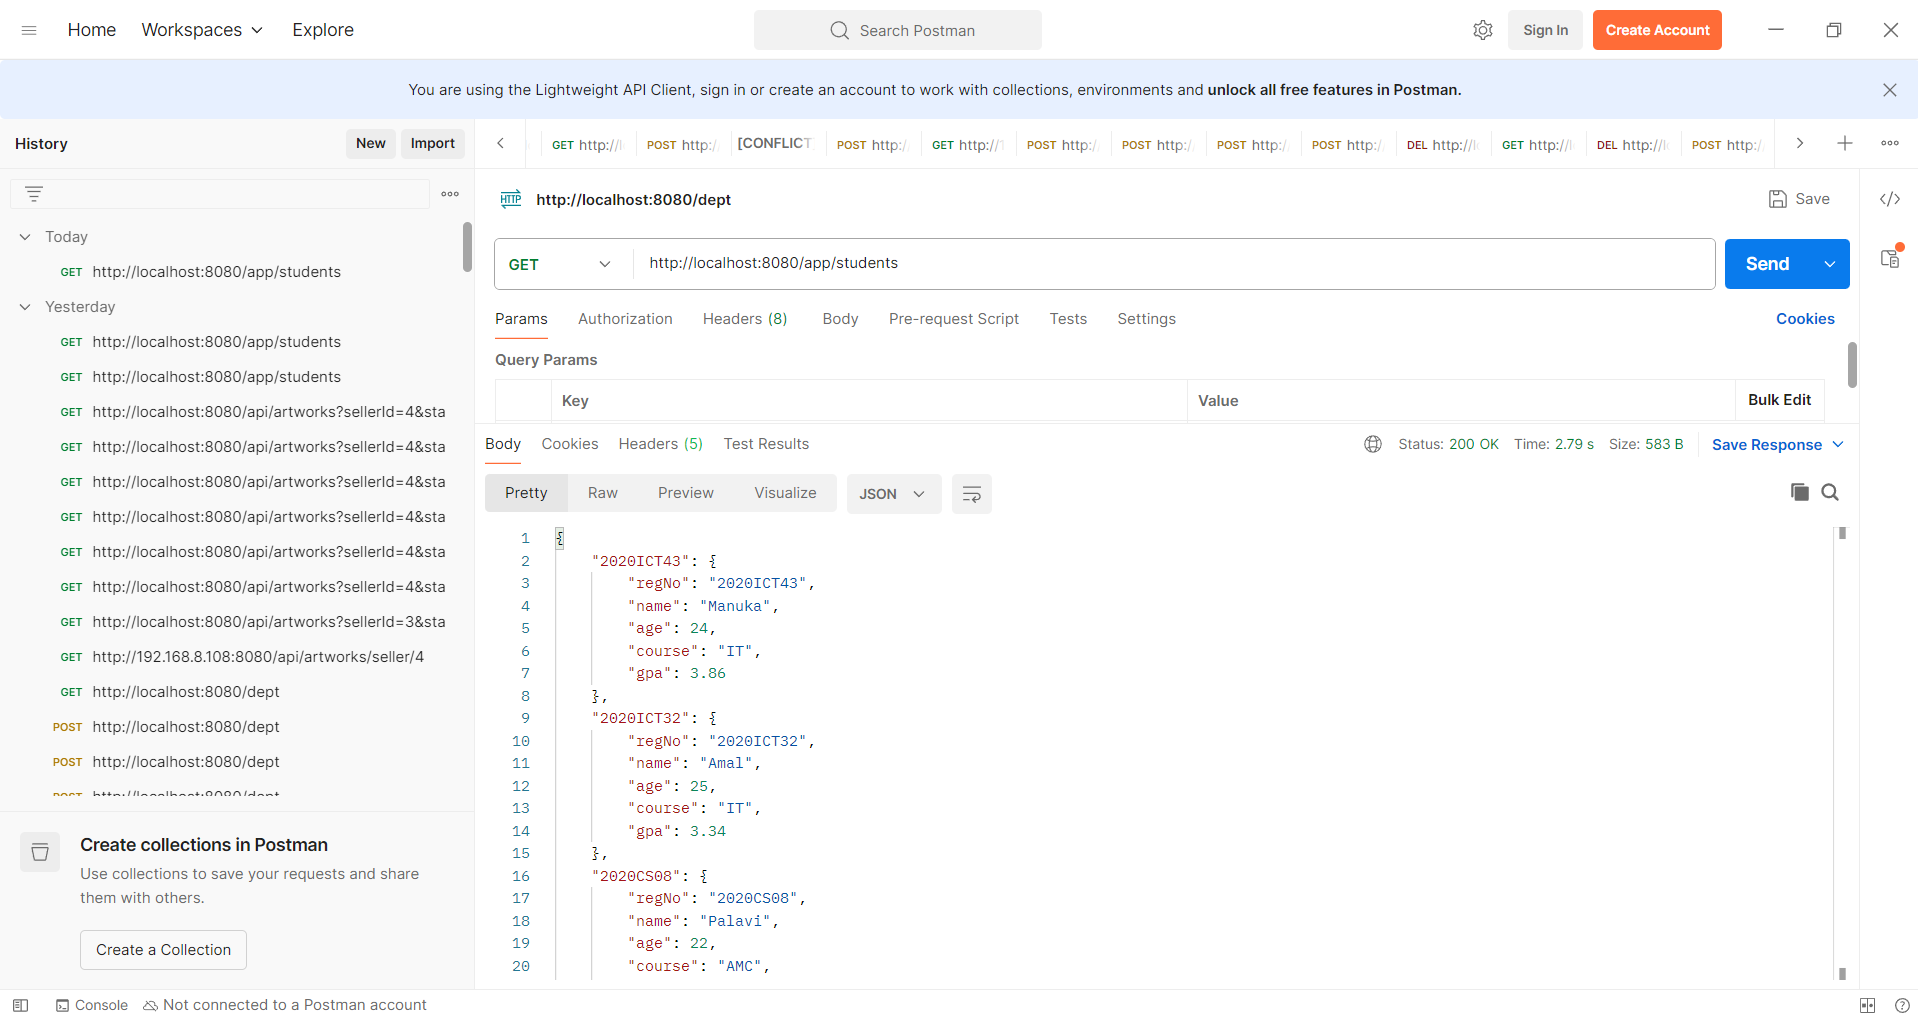 Home Workspaces Explore Search Postman Sign In Create Account
You are using the Lightweight API Client, sign in or create an account to work with collections, environments and unlock all free features in Postman.
History New Import
GET http://l POST http:/ [CONFLICT POST http:/ GET http://1 POST http:/ POST http:/ POST http:/ POST http:/ DEL http://l GET http://l DEL http://l POST http:/
HTTP http://localhost:8080/dept Save </>
Today
GET http://localhost:8080/app/students
Yesterday
GET http://localhost:8080/app/students
GET http://localhost:8080/app/students
GET http://localhost:8080/api/artworks?sellerId=4&sta
GET http://localhost:8080/api/artworks?sellerId=4&sta
GET http://localhost:8080/api/artworks?sellerId=4&sta
GET http://localhost:8080/api/artworks?sellerId=4&sta
GET http://localhost:8080/api/artworks?sellerId=4&sta
GET http://localhost:8080/api/artworks?sellerId=4&sta
GET http://localhost:8080/api/artworks?sellerId=3&sta
GET http://192.168.8.108:8080/api/artworks/seller/4
GET http://localhost:8080/dept
POST http://localhost:8080/dept
POST http://localhost:8080/dept
POST http://localhost:8080/dept
Create collections in Postman
Use collections to save your requests and share
them with others.
Create a Collection
GET http://localhost:8080/app/students Send
Params Authorization Headers (8) Body Pre-request Script Tests Settings Cookies
Query Params
Key Value Bulk Edit
Body Cookies Headers (5) Test Results Status: 200 OK Time: 2.79 s Size: 583 B Save Response
Pretty Raw Preview Visualize JSON
1 {
2 "2020ICT43": {
3 "regNo": "2020ICT43",
4 "name": "Manuka",
5 "age": 24,
6 "course": "IT",
7 "gpa": 3.86
8 },
9 "2020ICT32": {
10 "regNo": "2020ICT32",
11 "name": "Amal",
12 "age": 25,
13 "course": "IT",
14 "gpa": 3.34
15 },
16 "2020CS08": {
17 "regNo": "2020CS08",
18 "name": "Palavi",
19 "age": 22,
20 "course": "AMC",
Console Not connected to a Postman account